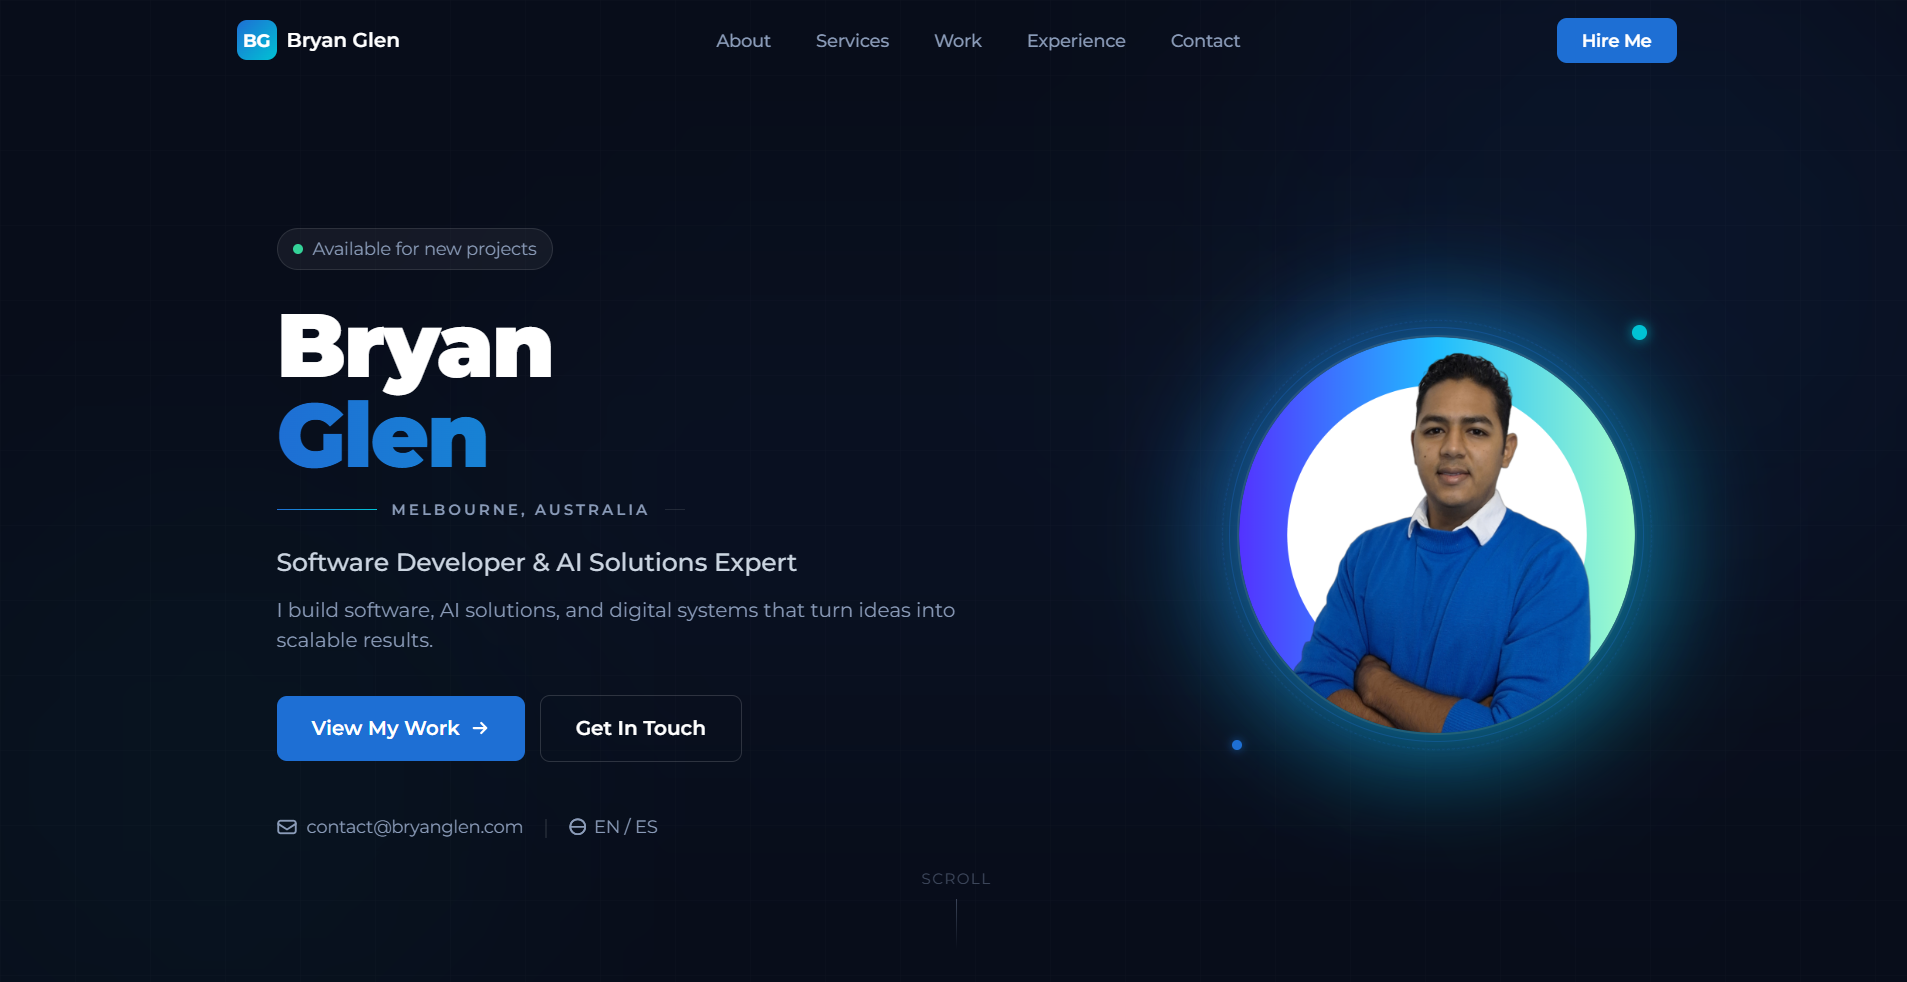 BG Bryan Glen
About Services Work Experience Contact
Hire Me
Available for new projects
Bryan
Glen
MELBOURNE, AUSTRALIA
Software Developer & AI Solutions Expert
I build software, AI solutions, and digital systems that turn ideas into
scalable results.
View My Work →
Get In Touch
contact@bryanglen.com
EN / ES
SCROLL